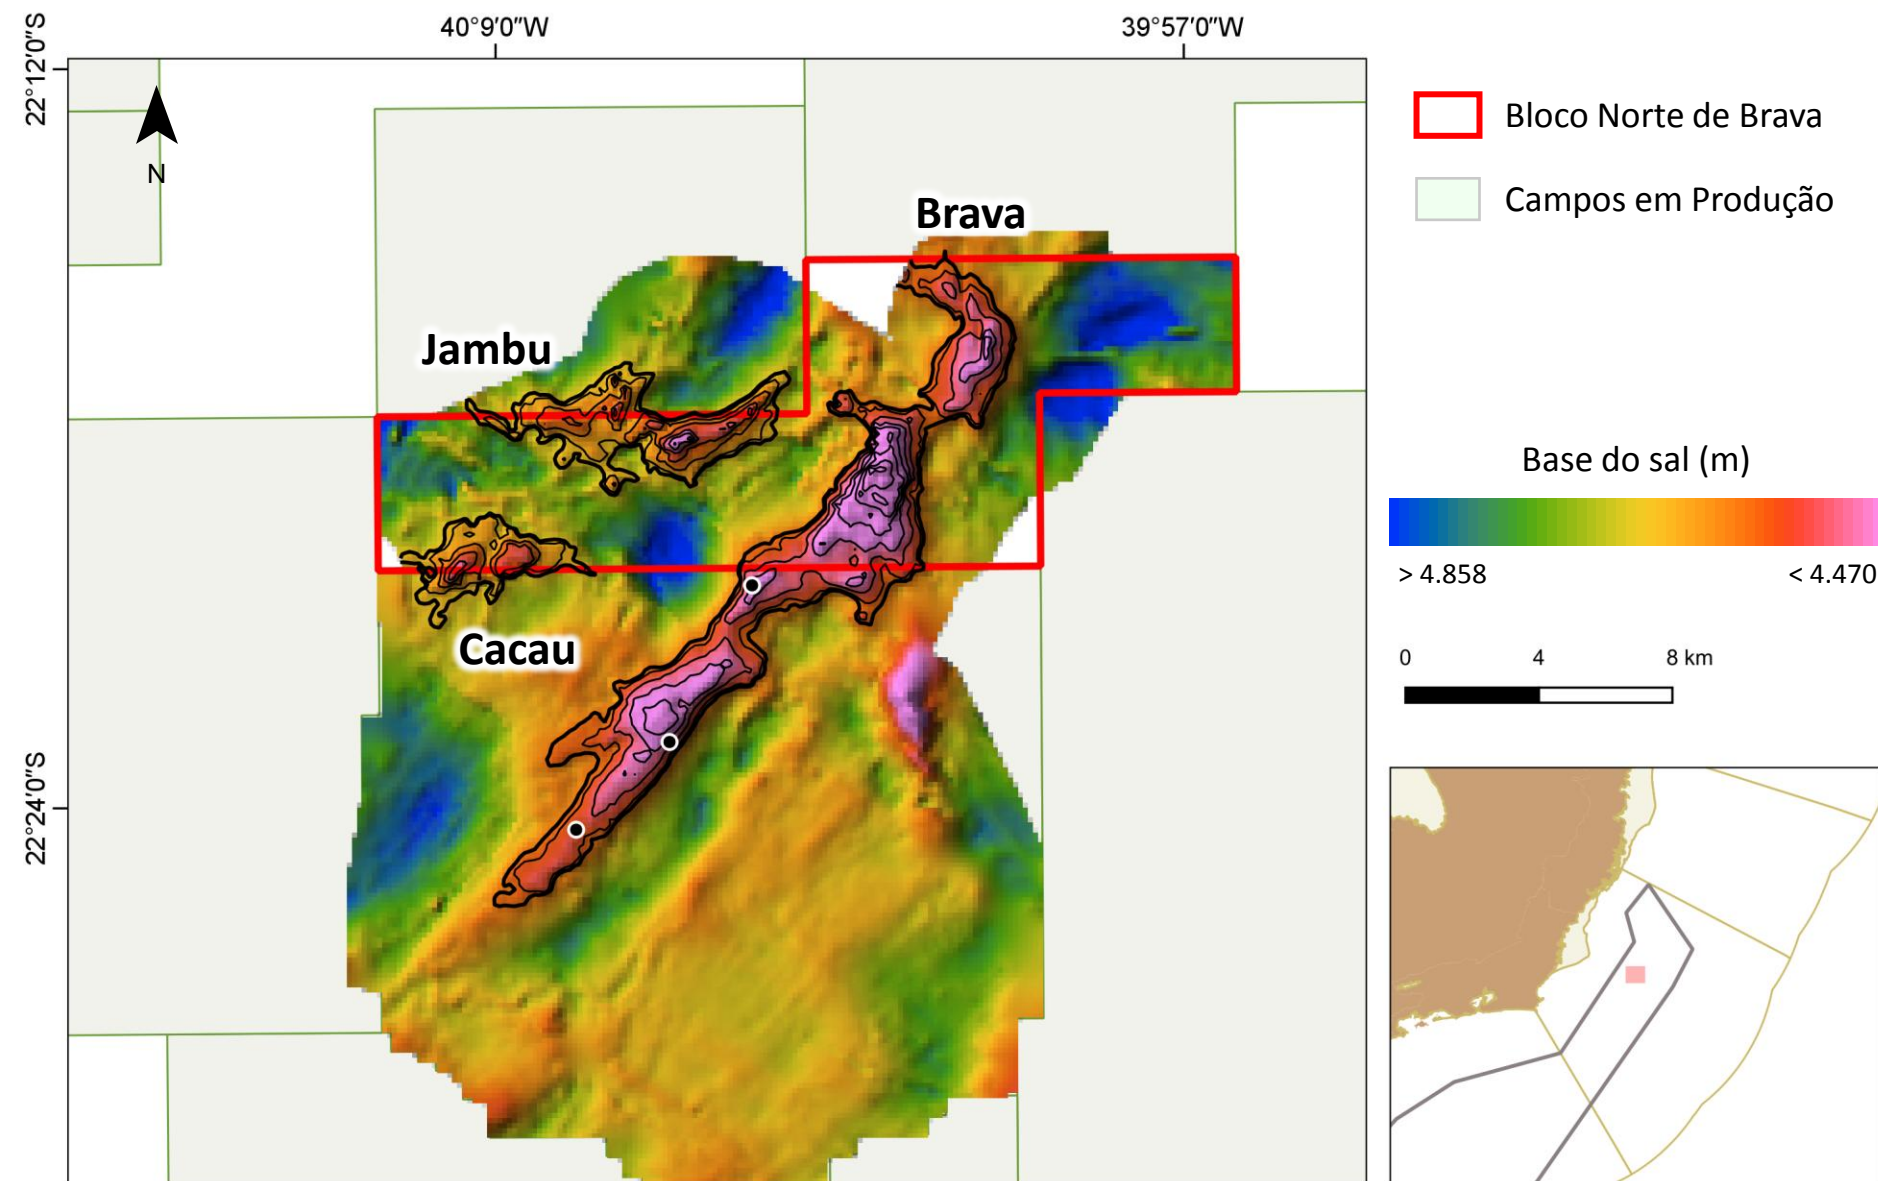 40°9'0"W
39°57'0"W
22°12'0"S
N
Bloco Norte de Brava
Campos em Produção
Brava
Jambu
Cacau
Base do sal (m)
> 4.858
< 4.470
0 4 8 km
22°24'0"S